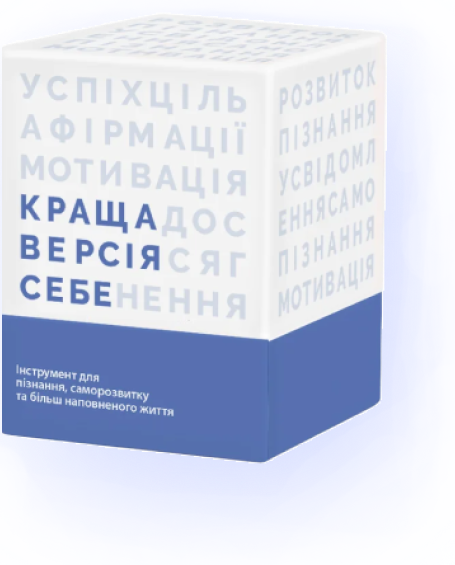 УСПІХЦІЛЬ
АФІРМАЦІЇ
МОТИВАЦІЯ
КРАЩАДОС
ВЕРСІЯСЯГ
СЕБЕНЕННЯ
Інструмент для
пізнання, саморозвитку
та більш наповненого життя
РОЗВИТОК
ПІЗНАННЯ
УСВІДОМЛ
ЕННЯСАМО
ПІЗНАННЯ
МОТИВАЦІЯ